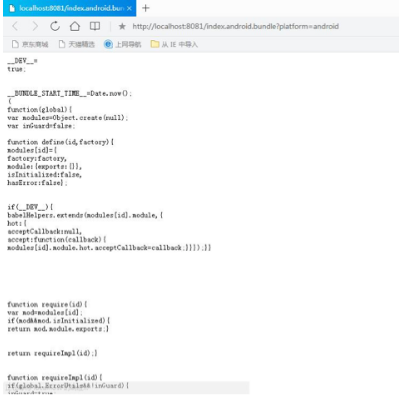 localhost:8081/index.android.bun
http://localhost:8081/index.android.bundle?platform=android
京东商城 天猫精选 上网导航 从 IE 中导入
__DEV__=
true;
__BUNDLE_START_TIME__=Date.now();
(
function(global){
var modules=Object.create(null);
var inGuard=false;
function define(id,factory){
modules[id]={
factory:factory,
module:{exports:{}},
isInitialized:false,
hasError:false};
if(__DEV__){
babelHelpers.extends(modules[id].module,{
hot:{
acceptCallback:null,
accept:function(callback){
modules[id].module.hot.acceptCallback=callback;}}});}}
function require(id){
var mod=modules[id];
if(mod&&mod.isInitialized){
return mod.module.exports;}
return requireImpl(id);}
function requireImpl(id){
if(global.ErrorUtils&&!inGuard){
inGuard=true